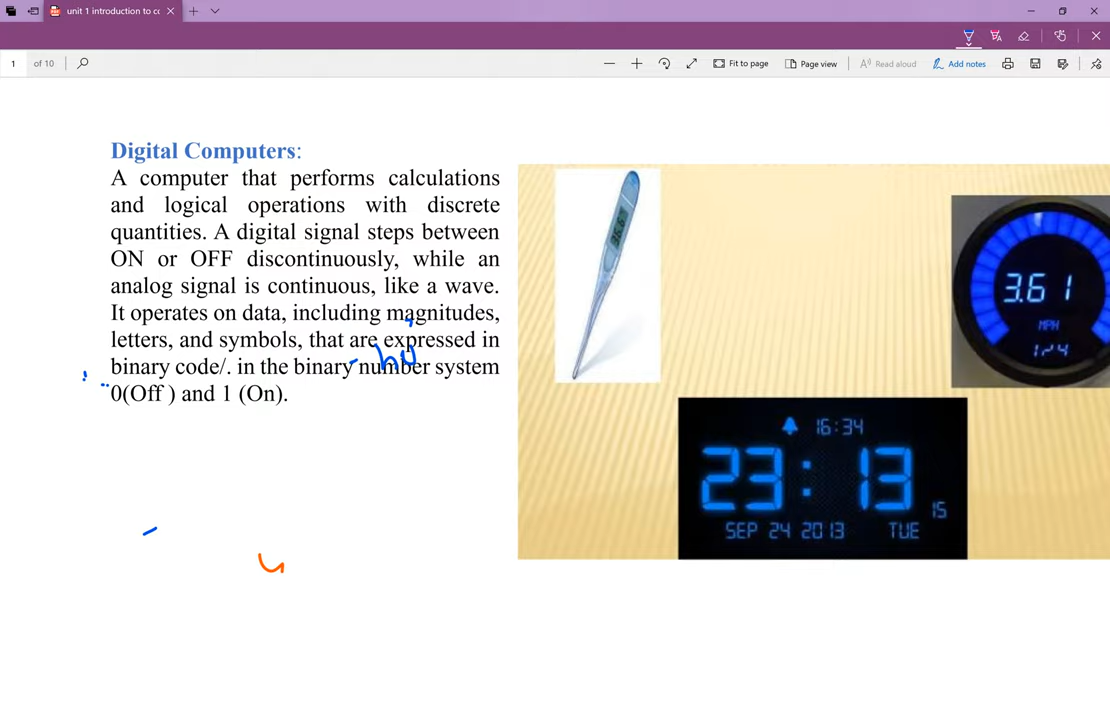 unit 1 introduction to cc
1 of 10 Fit to page Page view Read aloud Add notes
Digital Computers:
A computer that performs calculations
and logical operations with discrete
quantities. A digital signal steps between
ON or OFF discontinuously, while an
analog signal is continuous, like a wave.
It operates on data, including magnitudes,
letters, and symbols, that are expressed in
binary code/. in the binary number system
0(Off ) and 1 (On).
3.61
MPH
1/4
16:34
23:13
15
SEP 24 2013 TUE